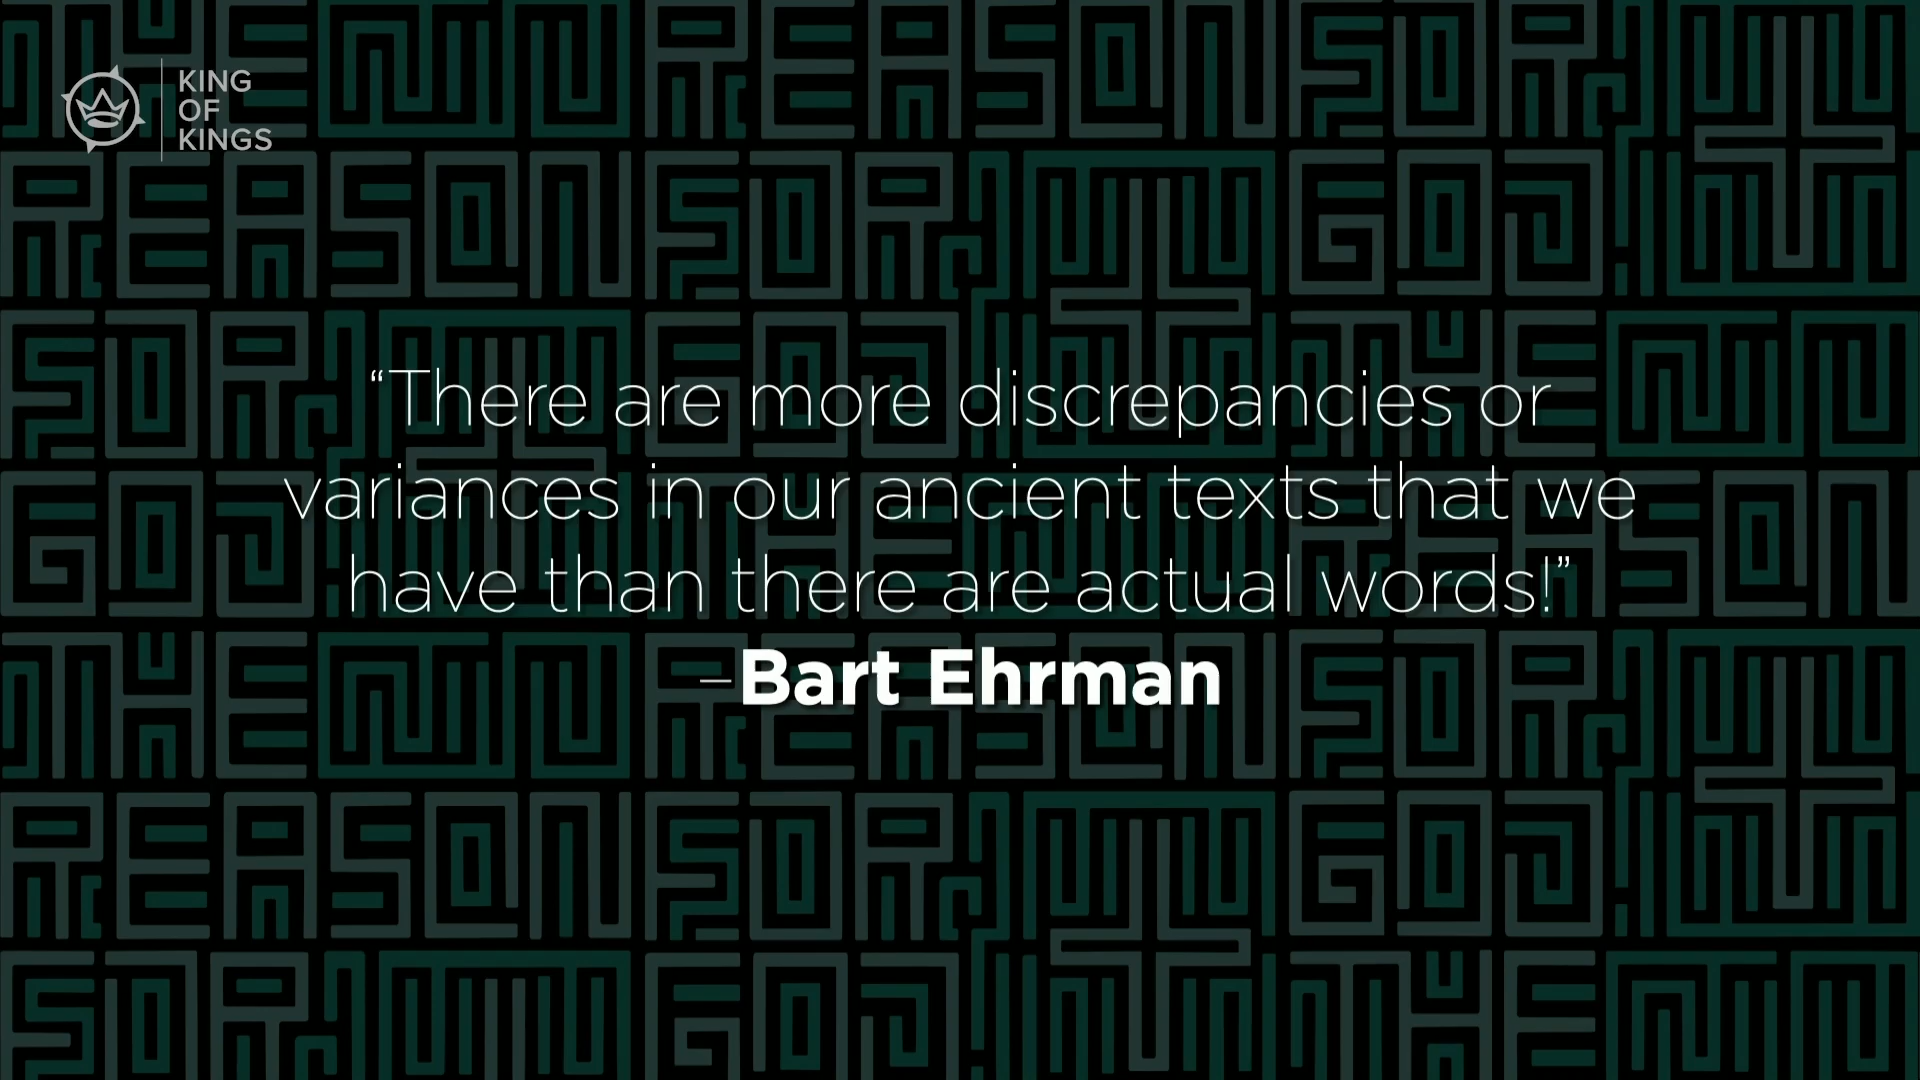 KING
OF
KINGS
“There are more discrepancies or
variances in our ancient texts that we
have than there are actual words!”
–Bart Ehrman